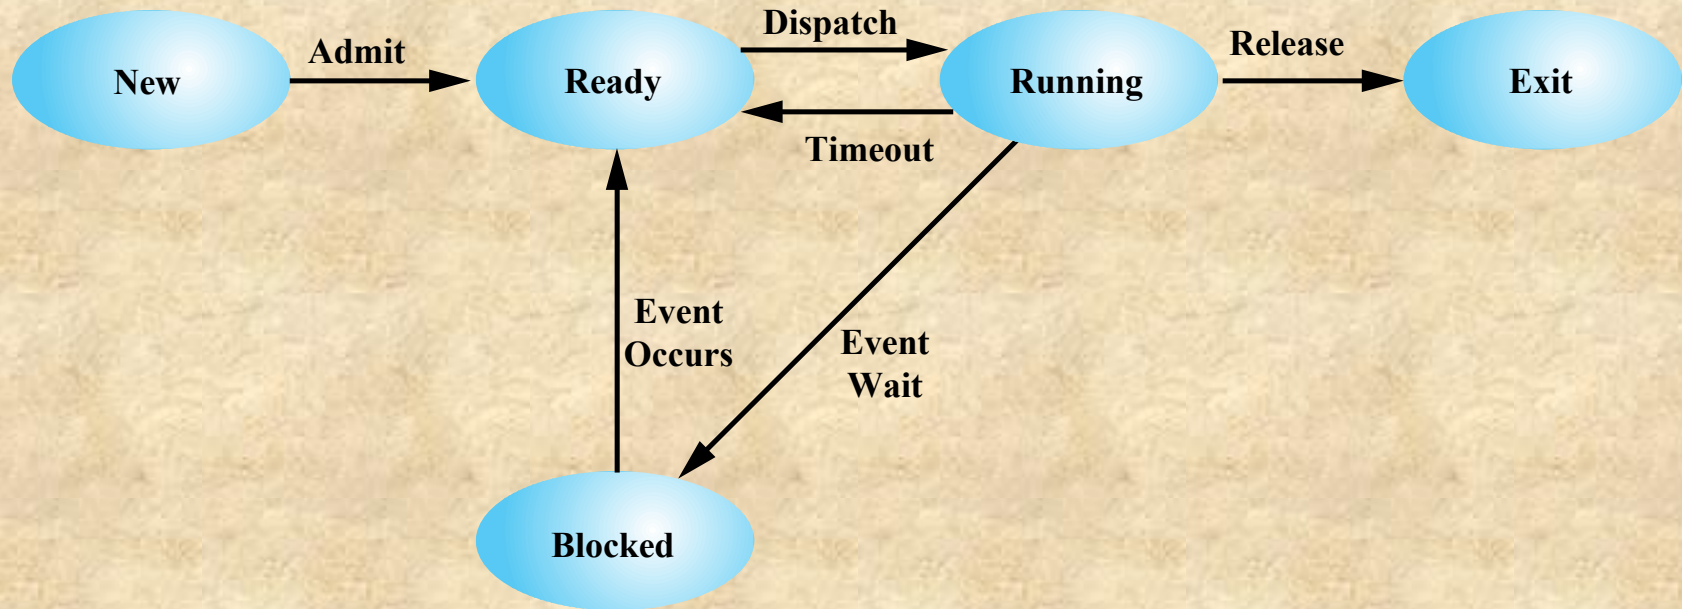 New
Admit
Ready
Dispatch
Timeout
Running
Release
Exit
Event
Occurs
Event
Wait
Blocked